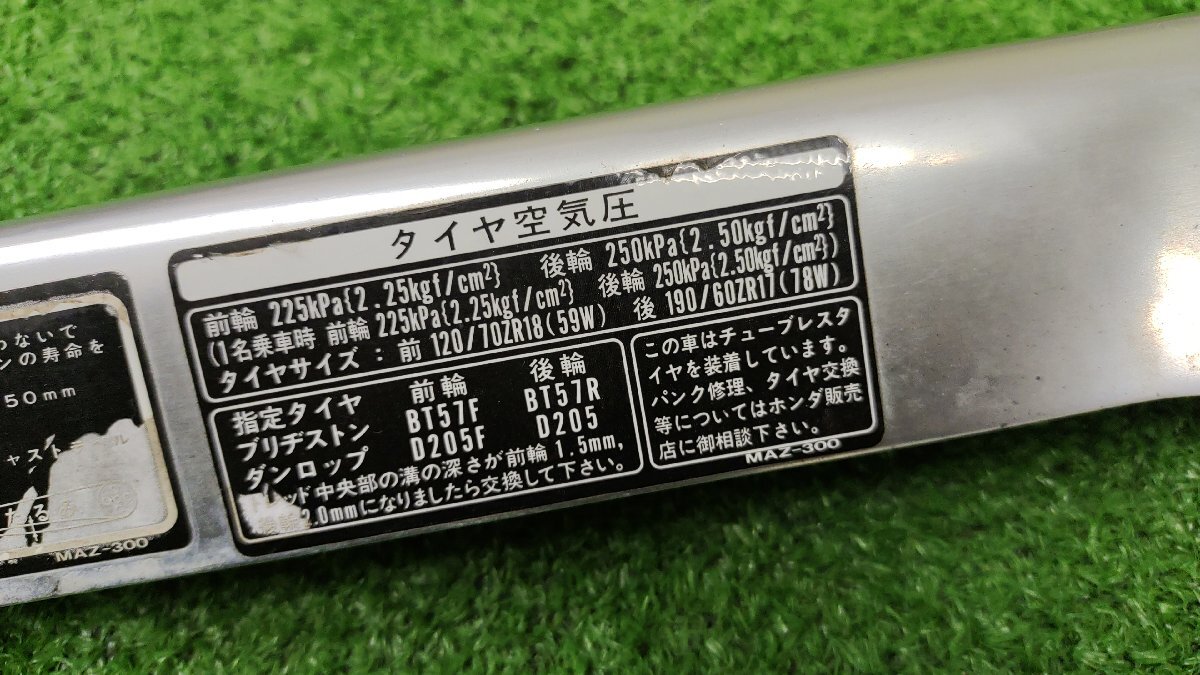 わないで
ンの寿命を
50mm
MAZ-300
タイヤ空気圧
前輪 225kPa{2.25kgf/cm²} 後輪 250kPa{2.50kgf/cm²}
(1名乗車時 前輪 225kPa{2.25kgf/cm²} 後輪 250kPa{2.50kgf/cm²})
タイヤサイズ：前 120/70ZR18(59W) 後 190/60ZR17(78W)
前輪 後輪
指定タイヤ
ブリヂストン BT57F BT57R
ダンロップ D205F D205
ッド中央部の溝の深さが前輪1.5mm,
後輪2.0mmになりましたら交換して下さい。
この車はチューブレスタ
イヤを装着しています。
パンク修理、タイヤ交換
等についてはホンダ販売
店に御相談下さい。
MAZ-300